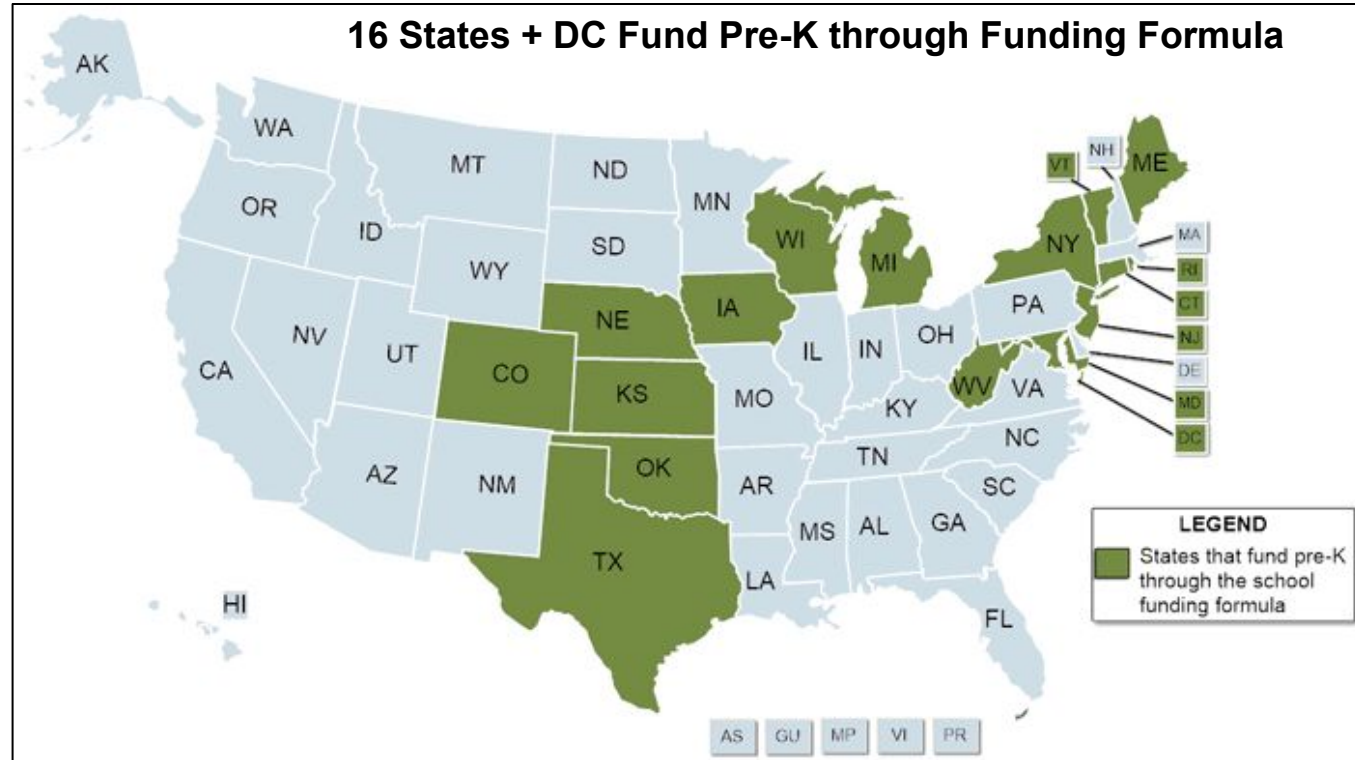 16 States + DC Fund Pre-K through Funding Formula
AK
WA
MT
ND
MN
OR
ID
SD
WY
WI
MI
VT
NH
ME
NY
MA
RI
CT
NJ
DE
MD
DC
PA
IA
NE
NV
UT
CA
CO
KS
MO
IL
IN
OH
WV
VA
KY
NC
TN
SC
AZ
NM
OK
AR
MS
AL
GA
TX
LA
FL
HI
LEGEND
States that fund pre-K
through the school
funding formula
AS GU MP VI PR